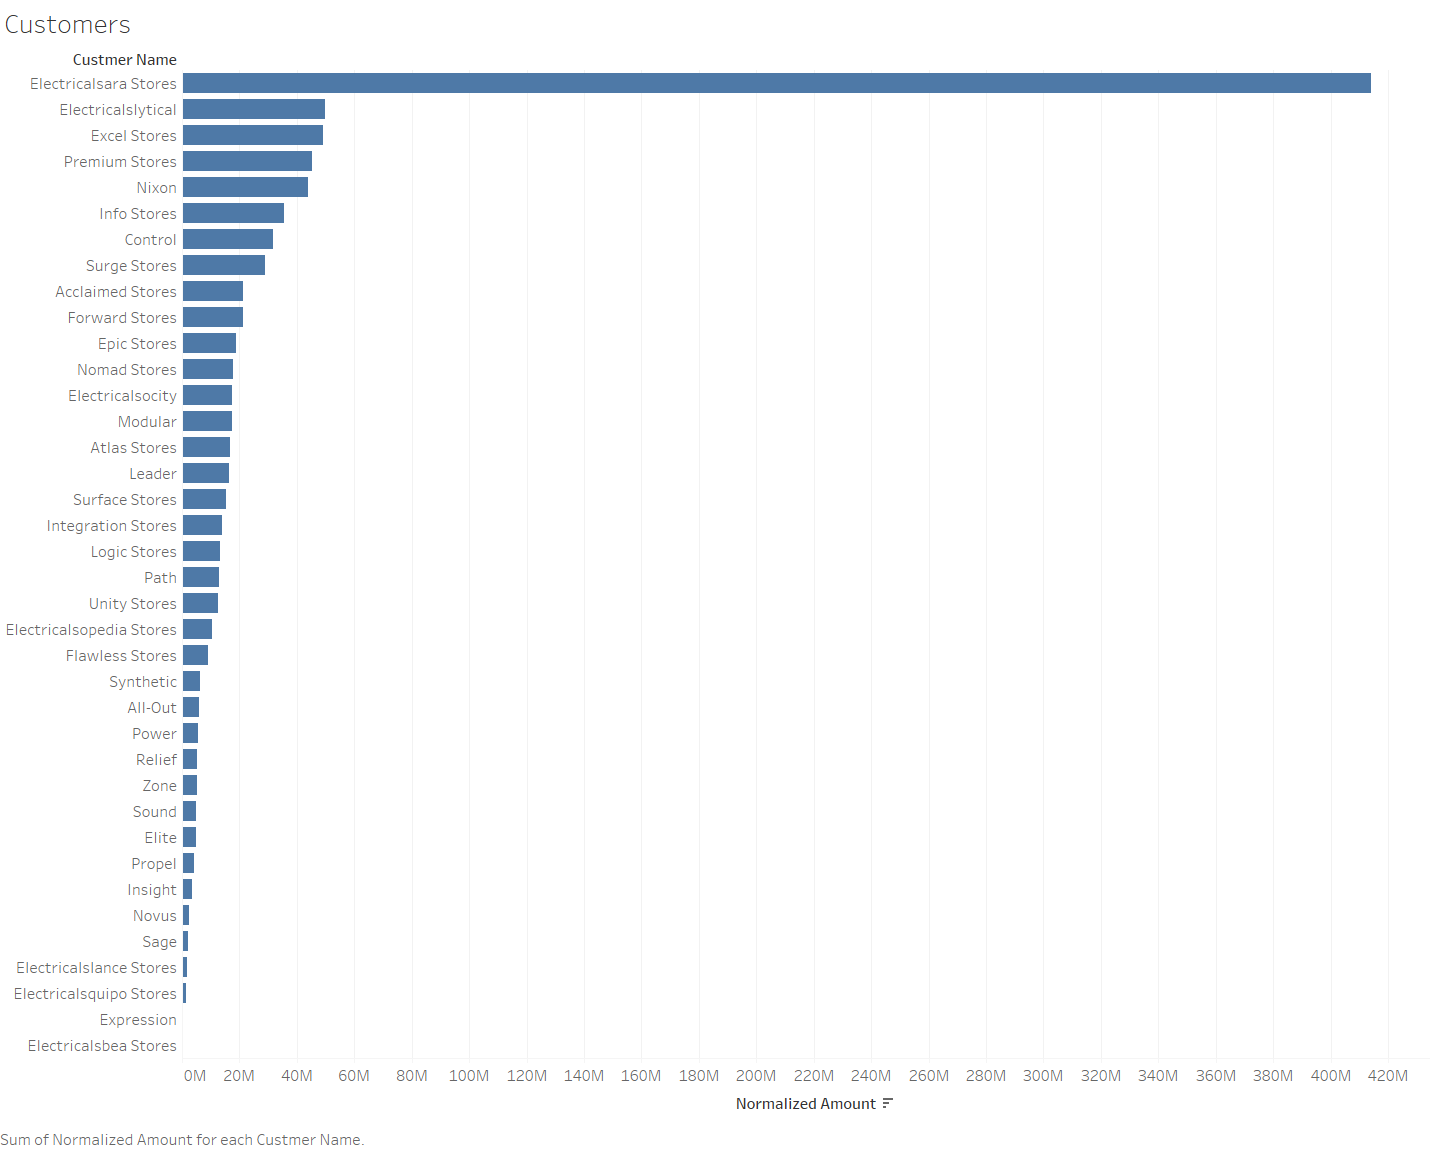 Customers
Custmer Name
Electricalsara Stores
Electricalslytical
Excel Stores
Premium Stores
Nixon
Info Stores
Control
Surge Stores
Acclaimed Stores
Forward Stores
Epic Stores
Nomad Stores
Electricalsocity
Modular
Atlas Stores
Leader
Surface Stores
Integration Stores
Logic Stores
Path
Unity Stores
Electricalsopedia Stores
Flawless Stores
Synthetic
All-Out
Power
Relief
Zone
Sound
Elite
Propel
Insight
Novus
Sage
Electricalslance Stores
Electricalsquipo Stores
Expression
Electricalsbea Stores
0M 20M 40M 60M 80M 100M 120M 140M 160M 180M 200M 220M 240M 260M 280M 300M 320M 340M 360M 380M 400M 420M
Normalized Amount
Sum of Normalized Amount for each Custmer Name.